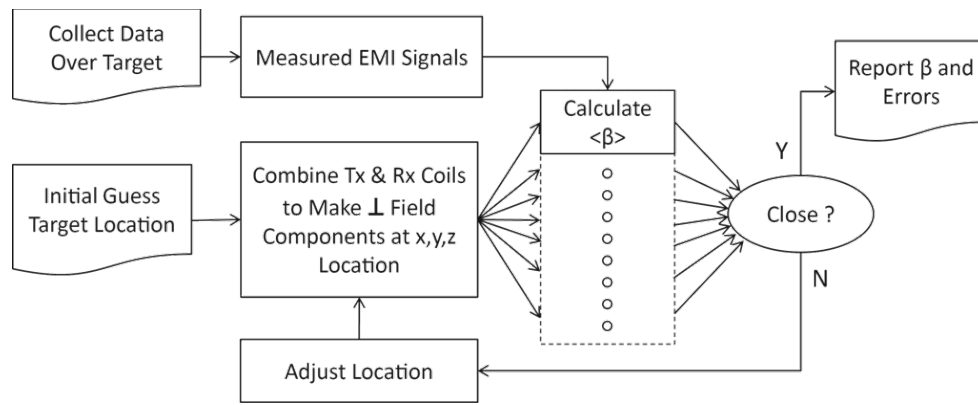 Collect Data
Over Target
Measured EMI Signals
Calculate
<β>
Report β and
Errors
Initial Guess
Target Location
Combine Tx & Rx Coils
to Make ⊥ Field
Components at x,y,z
Location
Y
Close ?
N
Adjust Location